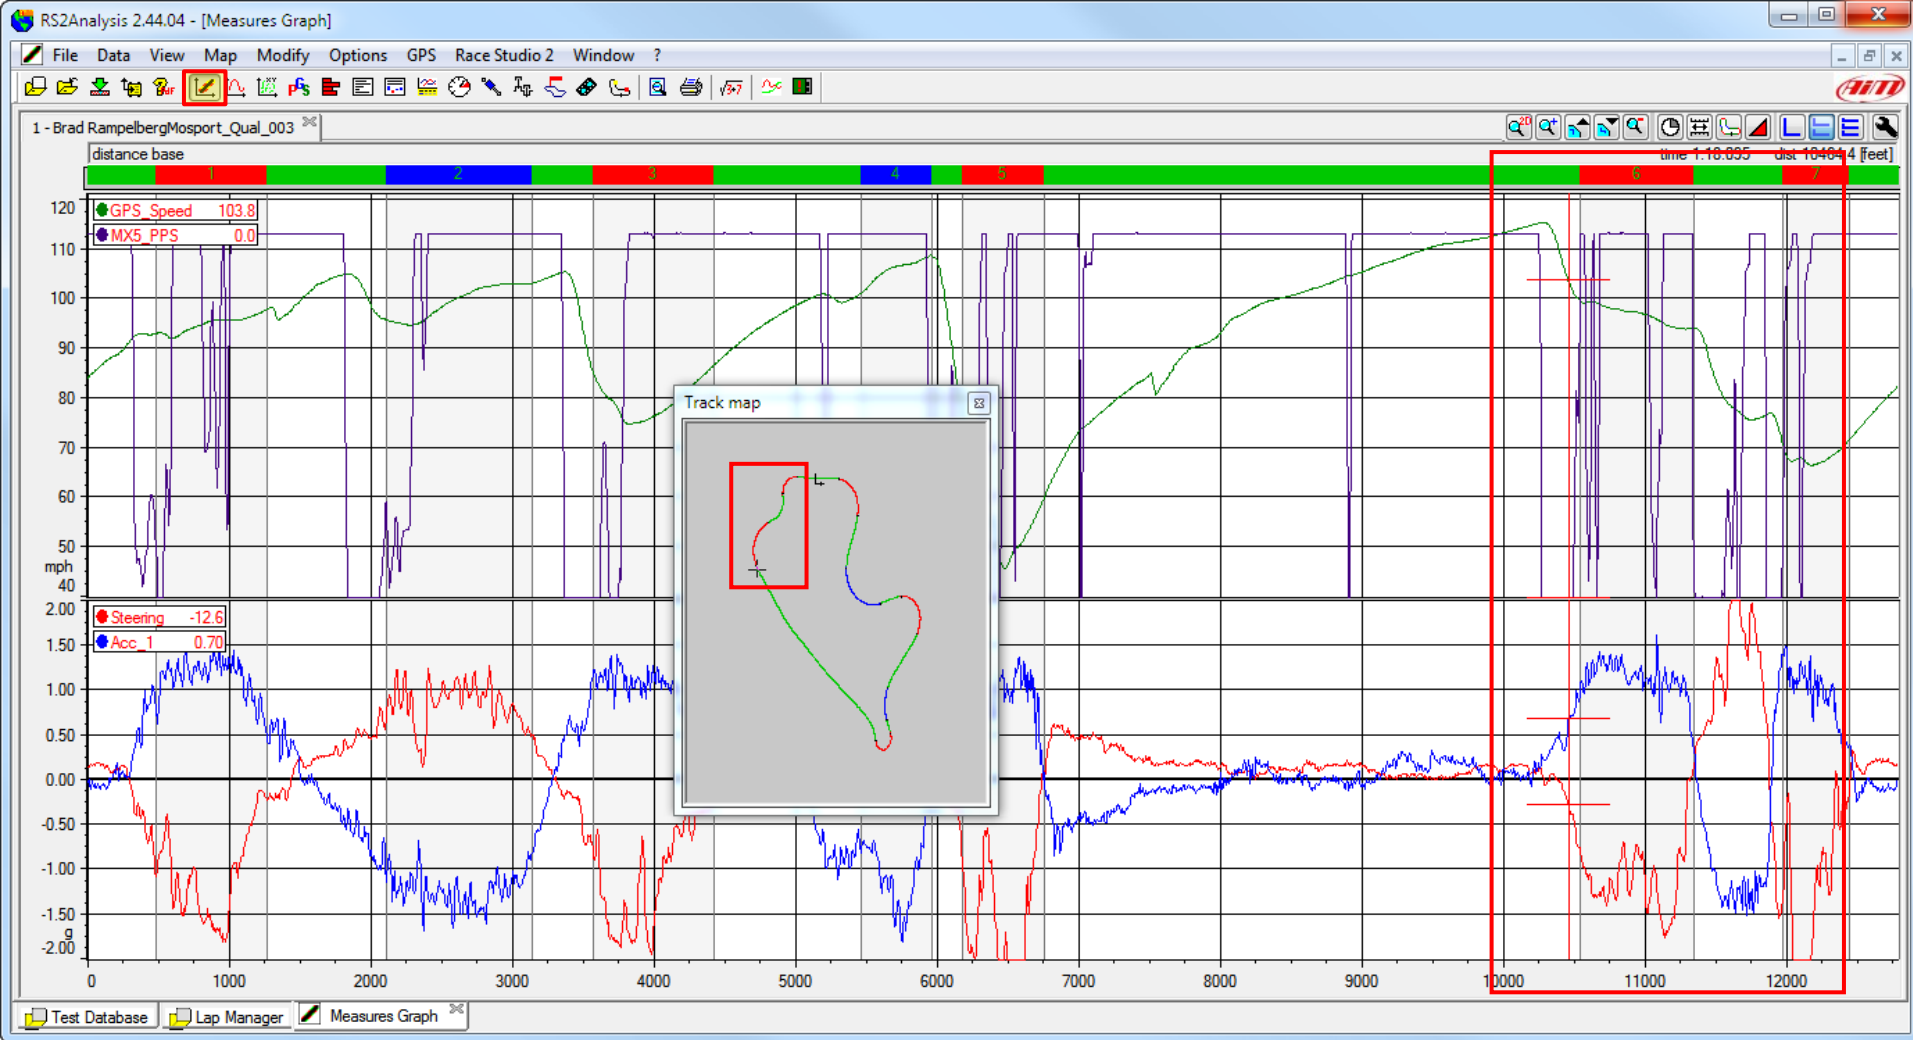 RS2Analysis 2.44.04 - [Measures Graph]
File Data View Map Modify Options GPS Race Studio 2 Window ?
AiM
1 - Brad RampelbergMosport_Qual_003
distance base
[feet]
1 2 3 4 5 6 7
GPS_Speed 103.8
MX5_PPS 0.0
120
110
100
90
80
70
60
50
mph
40
Track map
Steering -12.6
Acc_1 0.70
2.00
1.50
1.00
0.50
0.00
-0.50
-1.00
-1.50
g
-2.00
0 1000 2000 3000 4000 5000 6000 7000 8000 9000 10000 11000 12000
Test Database Lap Manager Measures Graph